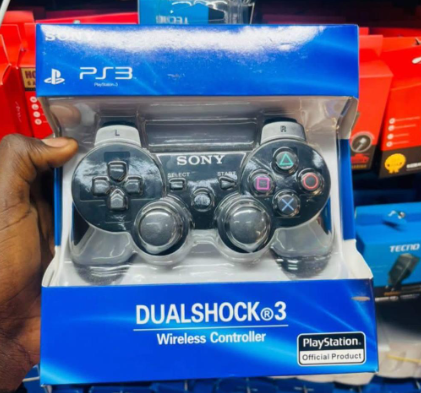 TECNO
SONY
PS3
PlayStation 3
L
R
SONY
SELECT
START
TECNO
DUALSHOCK®3
Wireless Controller
PlayStation
Official Product